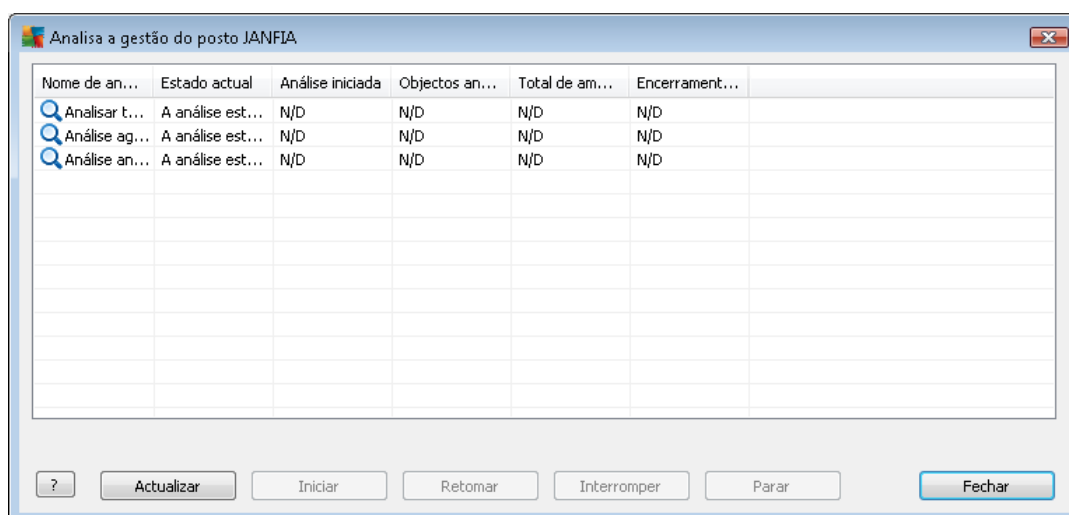 Analisa a gestão do posto JANFIA
Nome de an... Estado actual Análise iniciada Objectos an... Total de am... Encerrament...
Analisar t... A análise est... N/D N/D N/D N/D
Análise ag... A análise est... N/D N/D N/D N/D
Análise an... A análise est... N/D N/D N/D N/D
? Actualizar Iniciar Retomar Interromper Parar Fechar